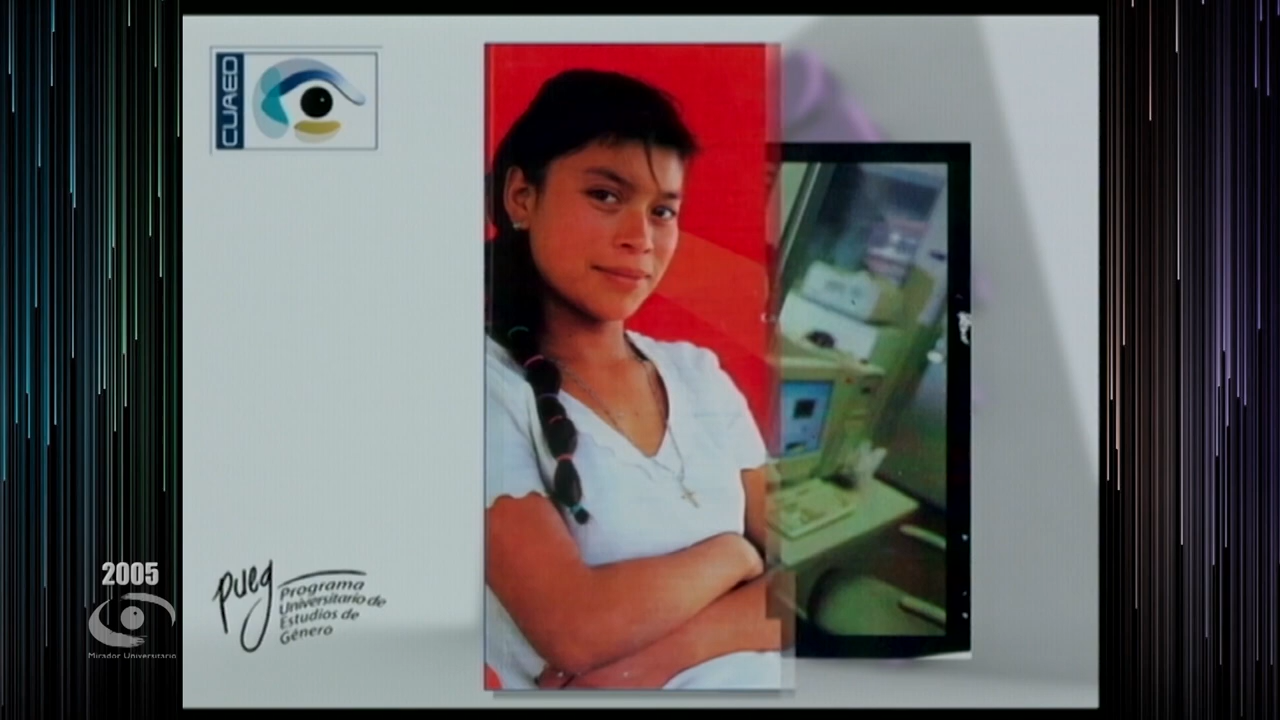 CUAED
pueg
Programa
Universitario de
Estudios de
Género
2005
Mirador Universitario